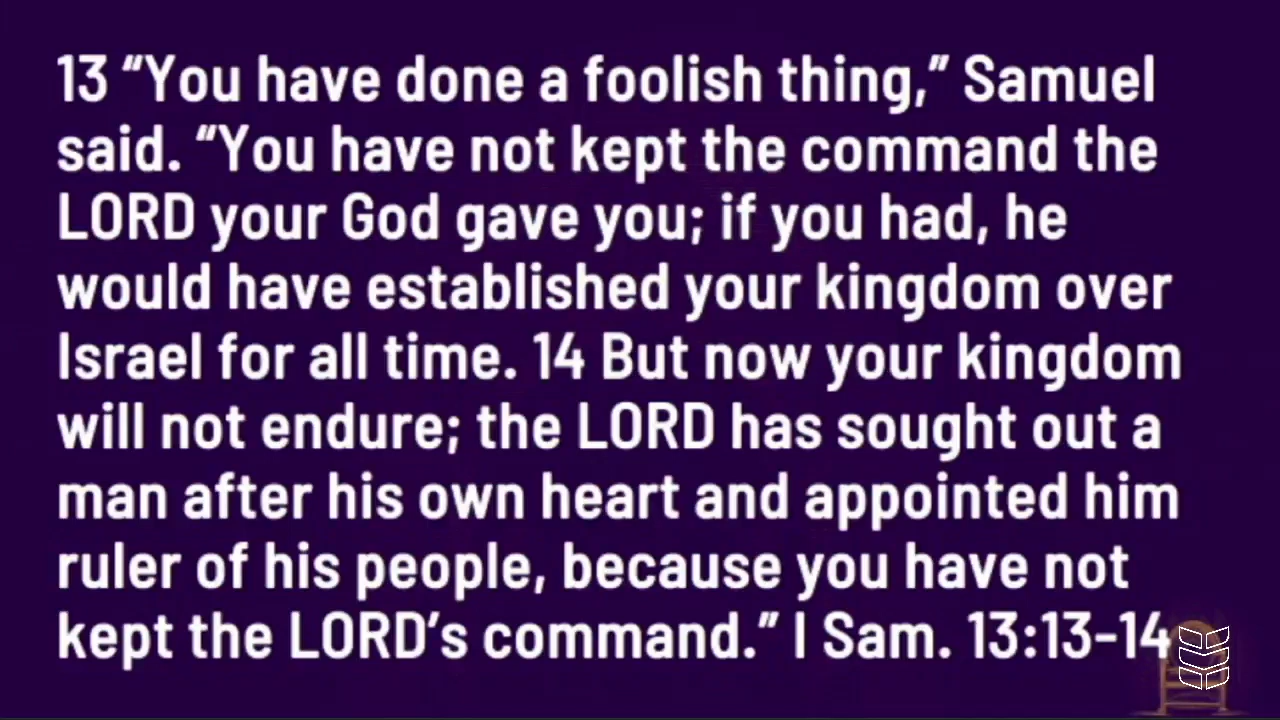 13 “You have done a foolish thing,” Samuel
said. “You have not kept the command the
LORD your God gave you; if you had, he
would have established your kingdom over
Israel for all time. 14 But now your kingdom
will not endure; the LORD has sought out a
man after his own heart and appointed him
ruler of his people, because you have not
kept the LORD’s command.” I Sam. 13:13-14